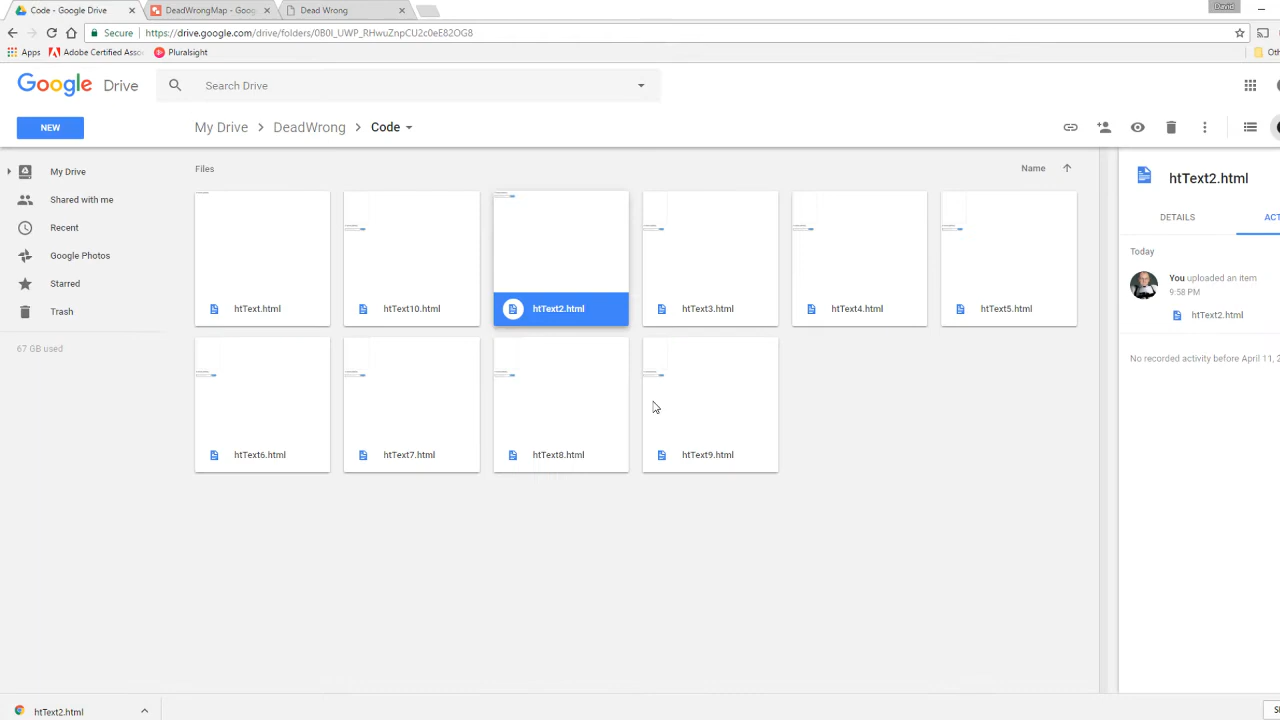 Code - Google Drive
DeadWrongMap - Goog
Dead Wrong
David
Secure
https://drive.google.com/drive/folders/0B0I_UWP_RHwuZnpCU2c0eE82OG8
Apps
Adobe Certified Asso
Pluralsight
Google Drive
Search Drive
NEW
My Drive
DeadWrong
Code
My Drive
Shared with me
Recent
Google Photos
Starred
Trash
67 GB used
Files
Name
htText.html
htText10.html
htText2.html
htText3.html
htText4.html
htText5.html
htText6.html
htText7.html
htText8.html
htText9.html
htText2.html
DETAILS
Today
You uploaded an item
9:58 PM
htText2.html
No recorded activity before April 11, 2
htText2.html